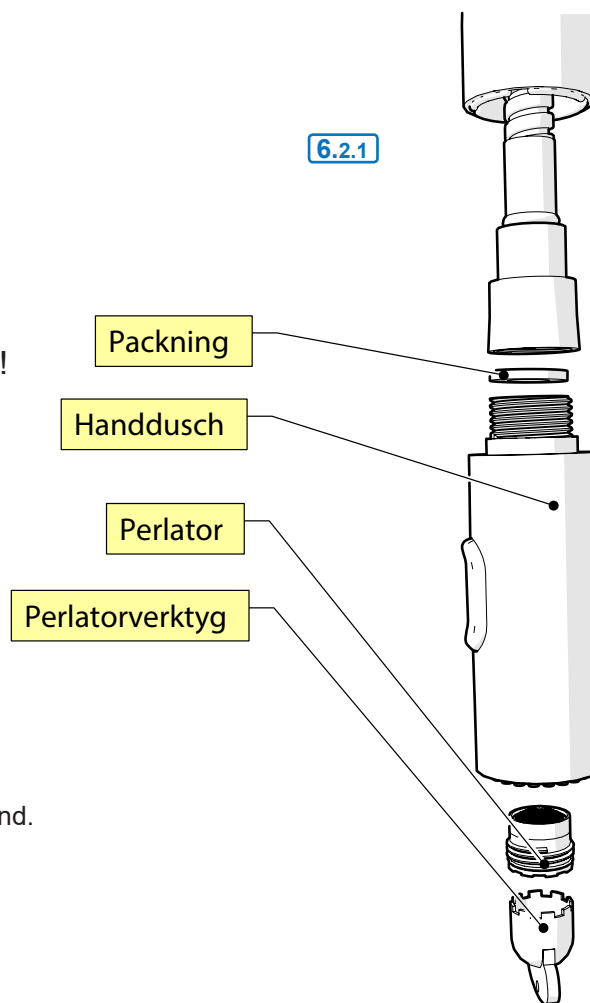 6.2.1
Packning
!
Handdusch
Perlator
Perlatorverktyg
nd.